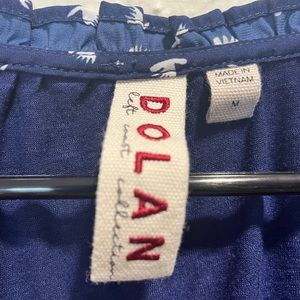 DOLAN
left coast collection
MADE IN
VIETNAM
M